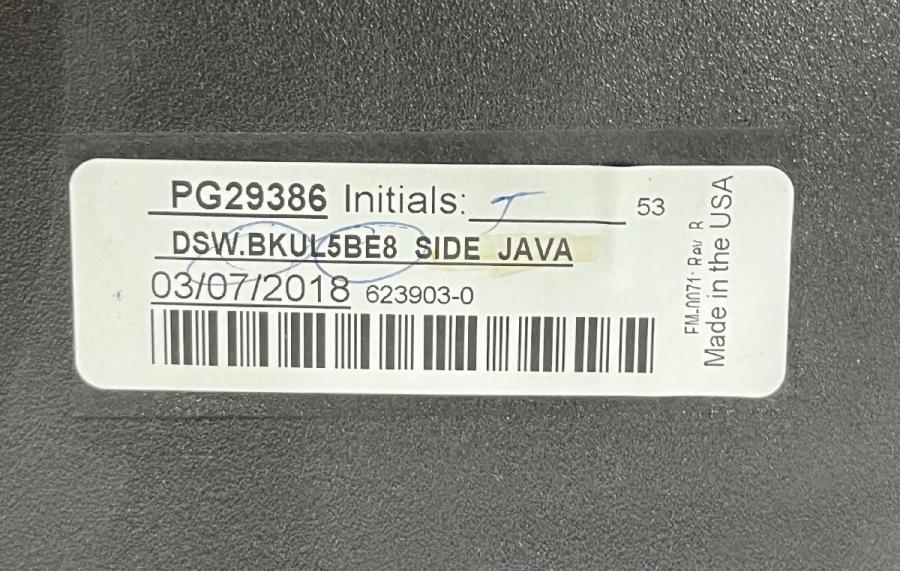 PG29386 Initials: J 53
DSW.BKUL5BE8 SIDE JAVA
03/07/2018 623903-0
FM-0071· Rev R
Made in the USA